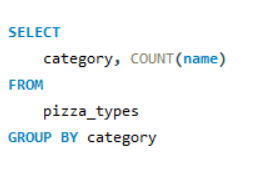 SELECT
    category, COUNT(name)
FROM
    pizza_types
GROUP BY category